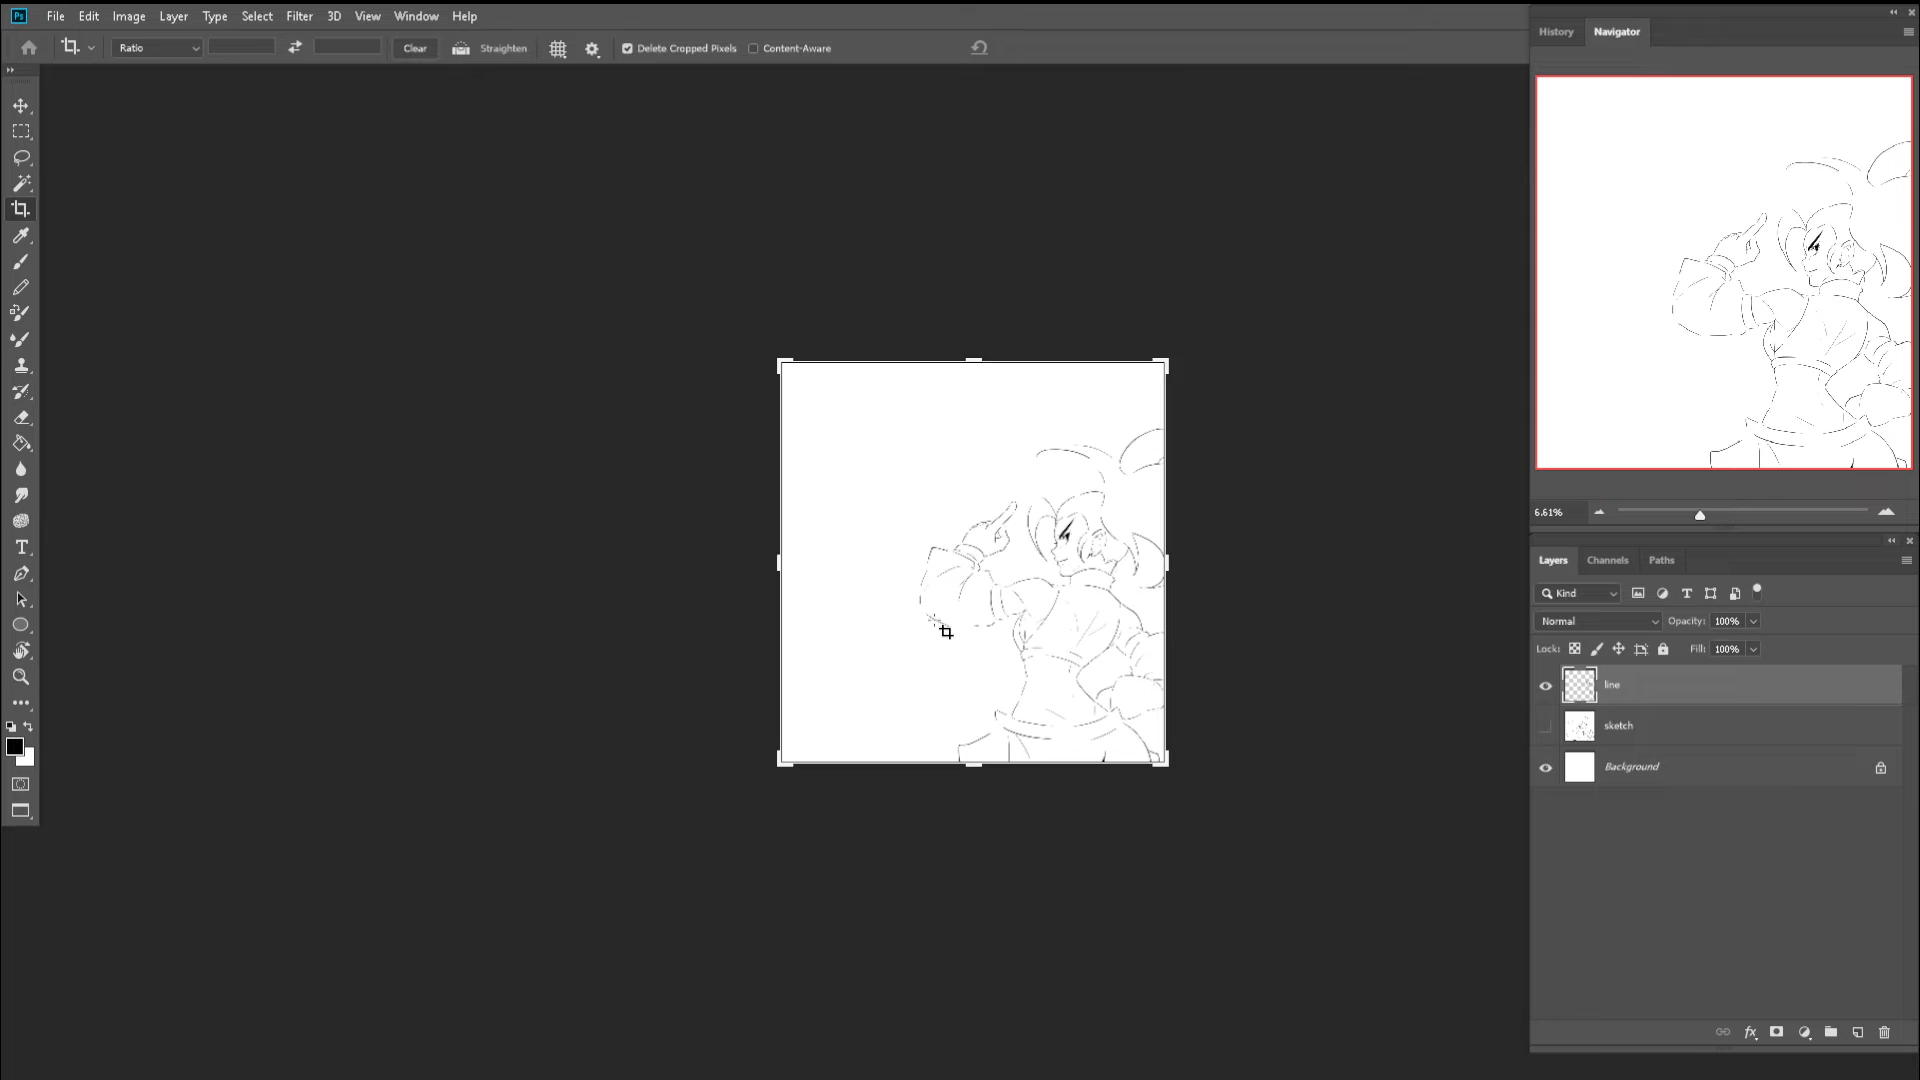 Ps File Edit Image Layer Type Select Filter 3D View Window Help
Ratio Clear Straighten Delete Cropped Pixels Content-Aware
History Navigator
6.61%
Layers Channels Paths
Kind
Normal Opacity: 100%
Lock: Fill: 100%
line
sketch
Background